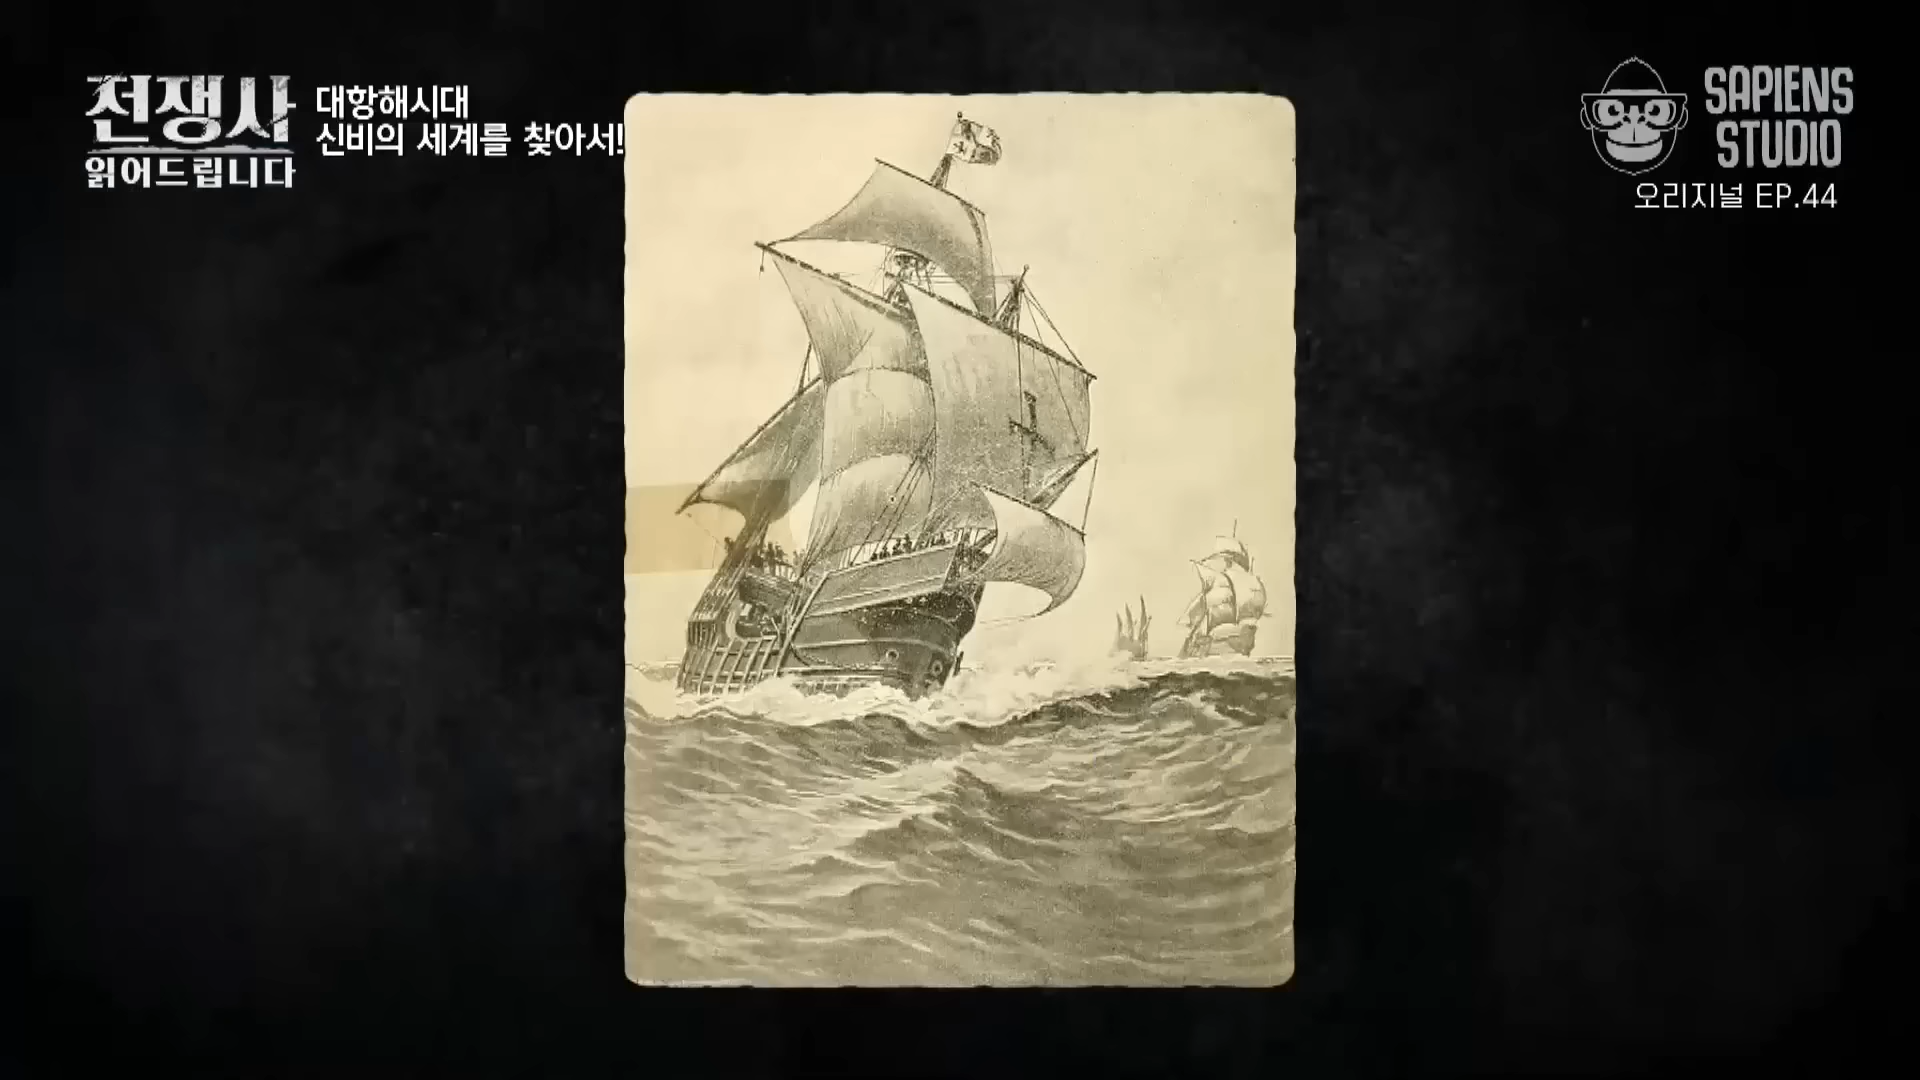 전쟁사
읽어드립니다
대항해시대
신비의 세계를 찾아서!
SAPIENS
STUDIO
오리지널 EP.44